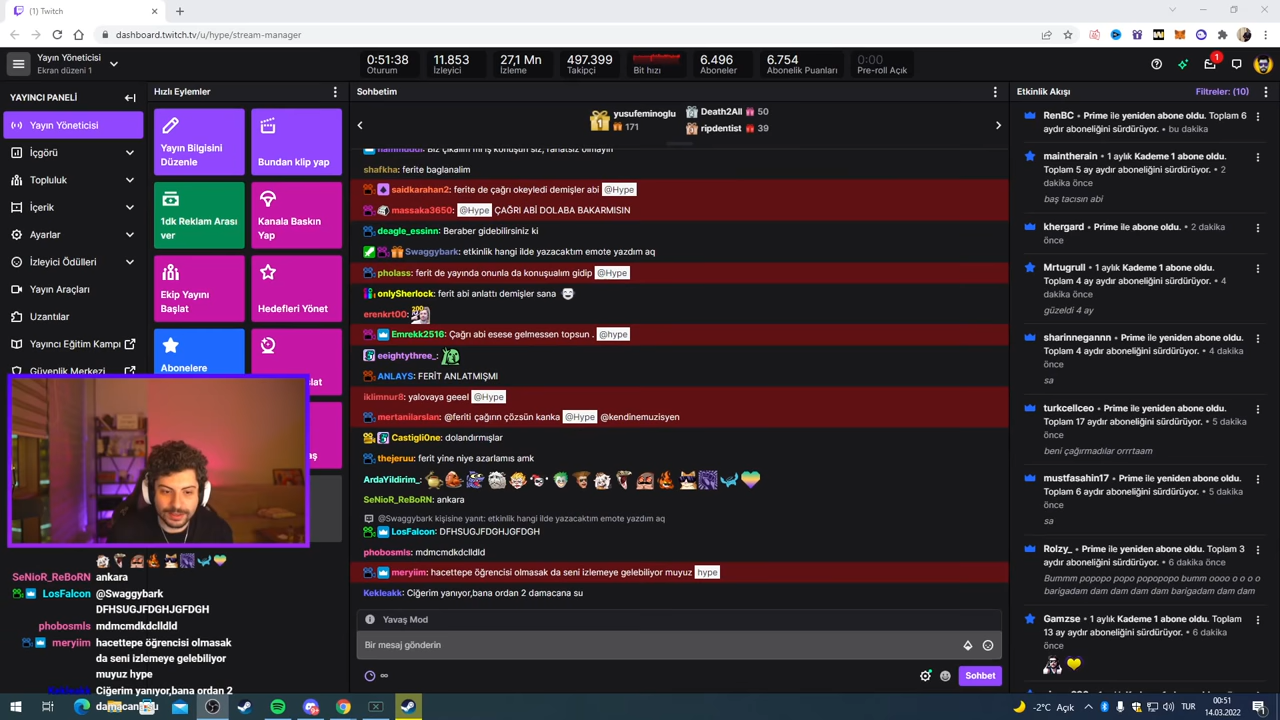 (1) Twitch
dashboard.twitch.tv/u/hype/stream-manager
Yayın Yöneticisi
Ekran düzeni 1
0:51:38
Oturum
11.853
İzleyici
27,1 Mn
İzleme
497.399
Takipçi
Bit hızı
6.496
Aboneler
6.754
Abonelik Puanları
0:00
Pre-roll Açık
1
YAYINCI PANELİ
Yayın Yöneticisi
İçgörü
Topluluk
İçerik
Ayarlar
İzleyici Ödülleri
Yayın Araçları
Uzantılar
Yayıncı Eğitim Kampı
Güvenlik Merkezi
Hızlı Eylemler
Yayın Bilgisini
Düzenle
Bundan klip yap
1dk Reklam Arası
ver
Kanala Baskın
Yap
Ekip Yayını
Başlat
Hedefleri Yönet
Abonelere
Sohbetim
1
yusufeminoglu
171
Death2All 50
ripdentist 39
shafkha: ferite baglanalim
saidkarahan2: ferite de çağrı okeyledi demişler abi @Hype
massaka3650: @Hype ÇAĞRI ABİ DOLABA BAKARMISIN
deagle_essinn: Beraber gidebilirsiniz ki
Swaggybark: etkinlik hangi ilde yazacaktım emote yazdım aq
pholass: ferit de yayında onunla da konuşualım gidip @Hype
onlySherlock: ferit abi anlattı demişler sana
erenkrt00:
Emrekk2516: Çağrı abi esese gelmessen topsun . @hype
eeightythree_:
ANLAYS: FERİT ANLATMIŞMI
iklimnur8: yalovaya geeel @Hype
mertanilarslan: @feriti çağırın çözsün kanka @Hype @kendinemuzisyen
Castigli0ne: dolandırmışlar
thejeruu: ferit yine niye azarlamıs amk
ArdaYildirim_:
SeNioR_ReBoRN: ankara
@Swaggybark kişisine yanıt: etkinlik hangi ilde yazacaktım emote yazdım aq
LosFalcon: DFHSUGJFDGHJGFDGH
phobosmls: mdmcmdkdclldld
meryiim: hacettepe öğrencisi olmasak da seni izlemeye gelebiliyor muyuz hype
Kekleakk: Ciğerim yanıyor,bana ordan 2 damacana su
Yavaş Mod
Bir mesaj gönderin
Sohbet
Etkinlik Akışı
Filtreler: (10)
RenBC • Prime ile yeniden abone oldu. Toplam 6
aydır aboneliğini sürdürüyor. • bu dakika
maintherain • 1 aylık Kademe 1 abone oldu.
Toplam 5 ay aydır aboneliğini sürdürüyor. • 2
dakika önce
baş tacısın abi
khergard • Prime ile abone oldu. • 2 dakika
önce
Mrtugrull • 1 aylık Kademe 1 abone oldu.
Toplam 4 ay aydır aboneliğini sürdürüyor. • 4
dakika önce
güzeldi 4 ay
sharinnegannn • Prime ile yeniden abone oldu.
Toplam 4 aydır aboneliğini sürdürüyor. • 4 dakika
önce
sa
turkcellceo • Prime ile yeniden abone oldu.
Toplam 17 aydır aboneliğini sürdürüyor. • 5 dakika
önce
beni çağırmadılar orrrtaam
mustfasahin17 • Prime ile yeniden abone oldu.
Toplam 6 aydır aboneliğini sürdürüyor. • 5 dakika
önce
sa
Rolzy_ • Prime ile yeniden abone oldu. Toplam 3
aydır aboneliğini sürdürüyor. • 6 dakika önce
Bummm popopo popo popopopo bumm oooo o o o o
barigadam dam dam dam dam barigadam dam dam
Gamzse • 1 aylık Kademe 1 abone oldu. Toplam
13 ay aydır aboneliğini sürdürüyor. • 6 dakika
önce
SeNioR_ReBoRN ankara
LosFalcon @Swaggybark
DFHSUGJFDGHJGFDGH
phobosmls mdmcmdkdclldld
meryiim hacettepe öğrencisi olmasak
da seni izlemeye gelebiliyor
muyuz hype
Ciğerim yanıyor,bana ordan 2
damacana su
-2°C Açık
TUR
00:51
14.03.2022
1